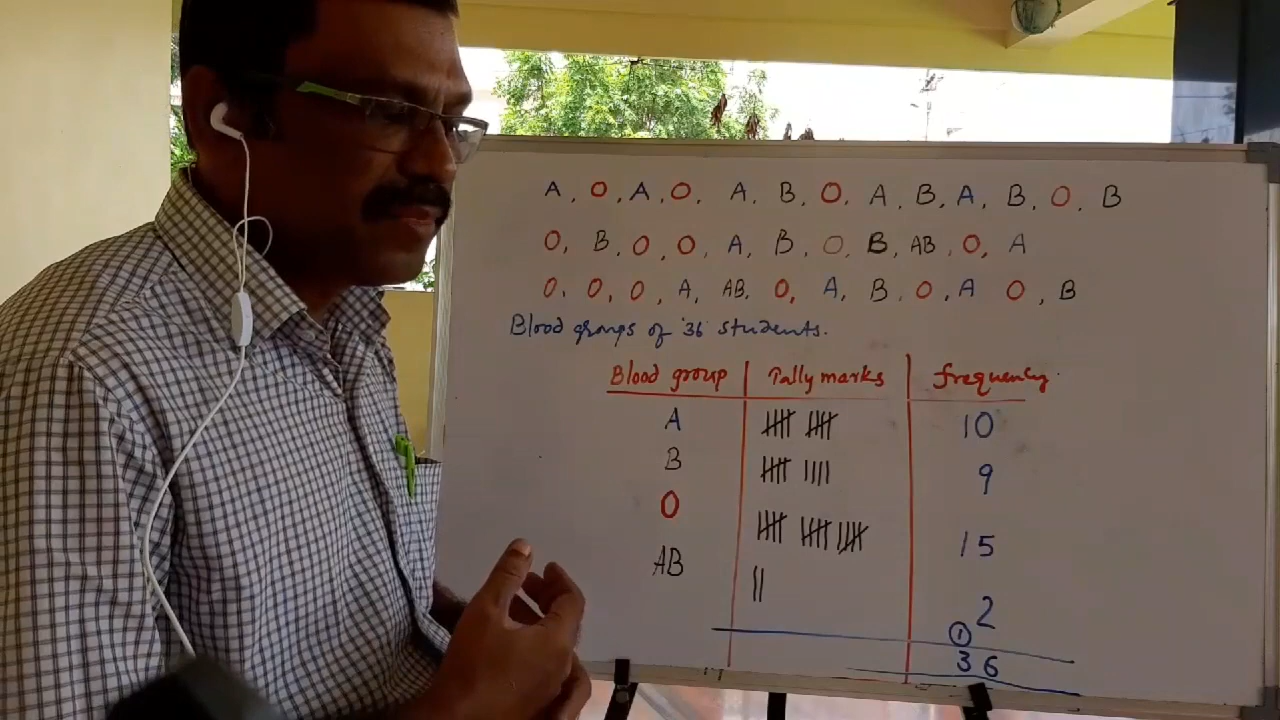 A, O, A, O, A, B, O, A, B, A, B, O, B
O, B, O, O, A, B, O, B, AB, O, A
O, O, O, A, AB, O, A, B, O, A O, B
Blood groups of '36' students.
Blood group Tally marks frequency
A 𝍸 𝍸 10
B 𝍸 |||| 9
O 𝍸 𝍸 𝍸 15
AB || 2
1
36